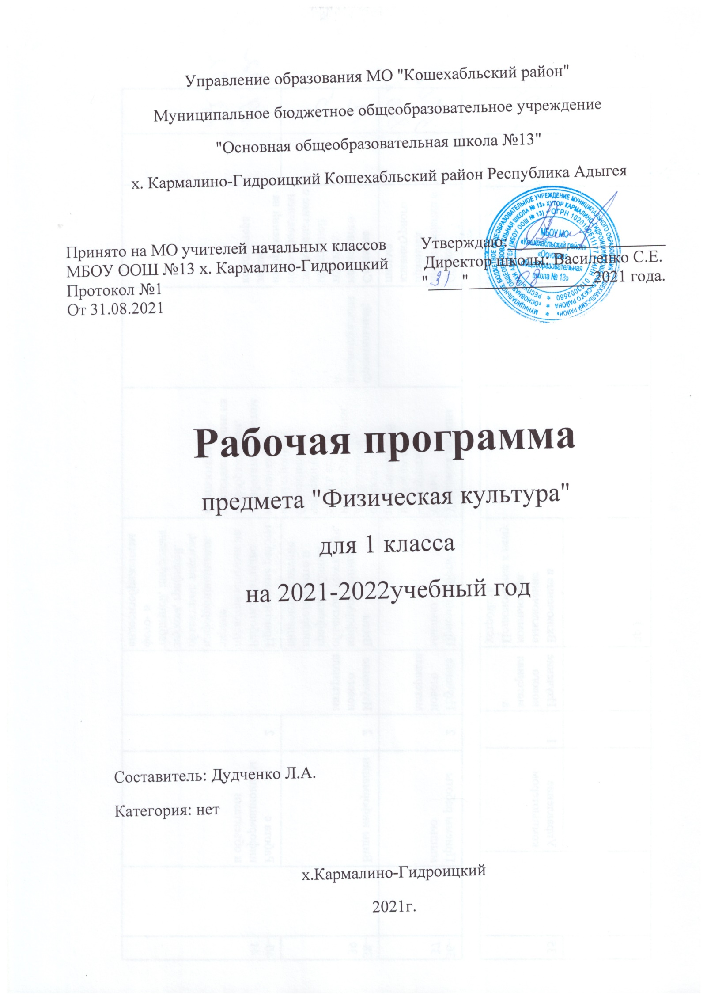 Управление образования МО "Кошехабльский район"
Муниципальное бюджетное общеобразовательное учреждение
"Основная общеобразовательная школа №13"
х. Кармалино-Гидроицкий Кошехабльский район Республика Адыгея
Принято на МО учителей начальных классов
МБОУ ООШ №13 х. Кармалино-Гидроицкий
Протокол №1
От 31.08.2021
Утверждаю:
Директор школы: Василенко С.Е.
"31" 08 2021 года.
МБОУ МО
«Кошехабльский район»
«Основная
общеобразовательная
школа № 13»
Рабочая программа
предмета "Физическая культура"
для 1 класса
на 2021-2022учебный год
Составитель: Дудченко Л.А.
Категория: нет
х.Кармалино-Гидроицкий
2021г.